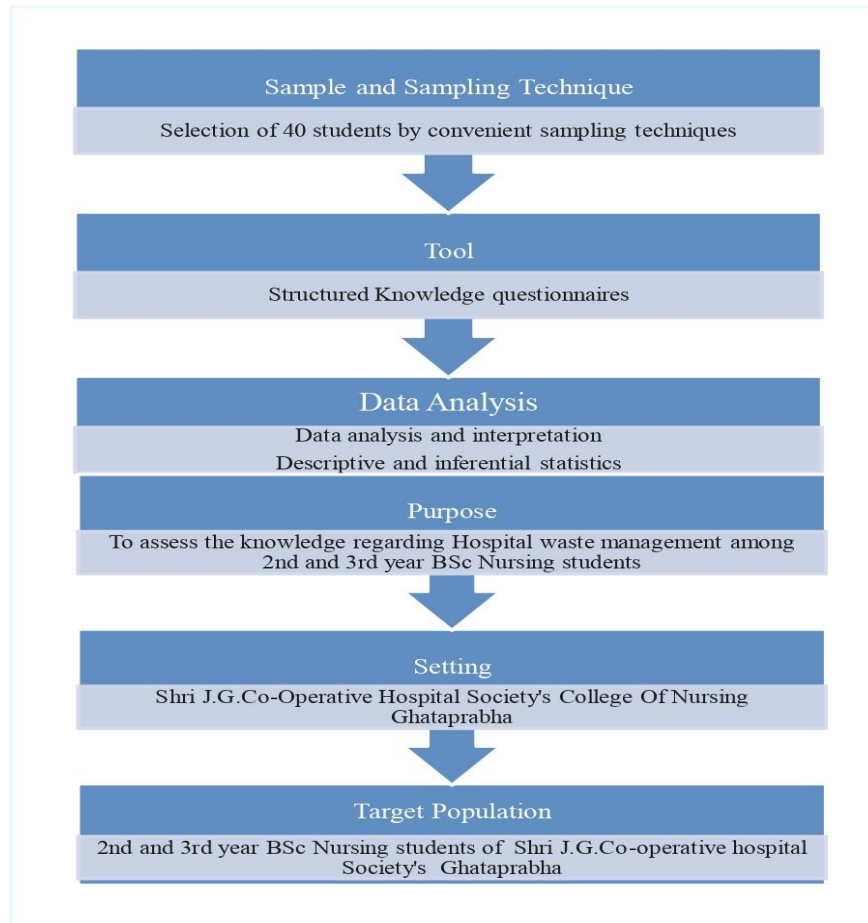 Sample and Sampling Technique
Selection of 40 students by convenient sampling techniques
Tool
Structured Knowledge questionnaires
Data Analysis
Data analysis and interpretation
Descriptive and inferential statistics
Purpose
To assess the knowledge regarding Hospital waste management among
2nd and 3rd year BSc Nursing students
Setting
Shri J.G.Co-Operative Hospital Society's College Of Nursing
Ghataprabha
Target Population
2nd and 3rd year BSc Nursing students of Shri J.G.Co-operative hospital
Society's Ghataprabha